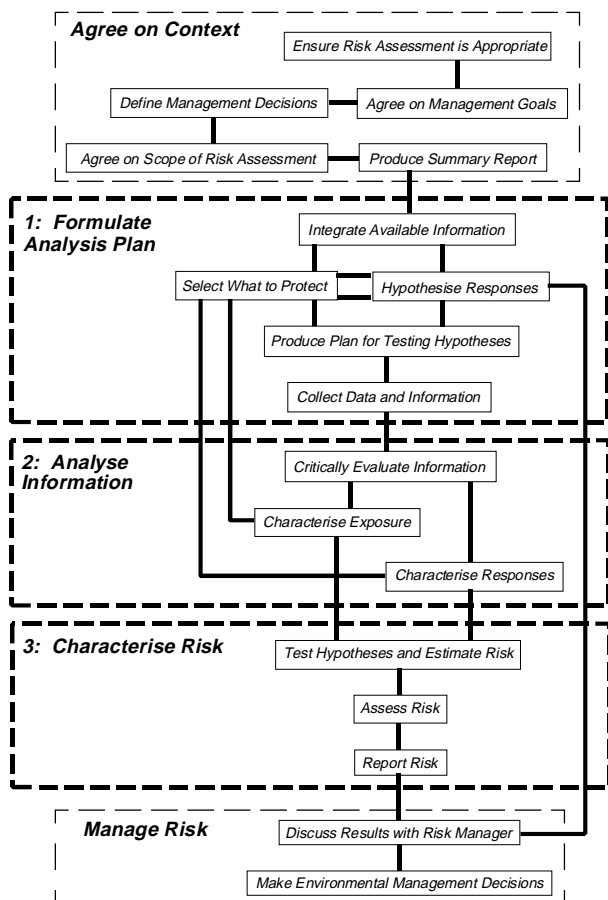 Agree on Context
Ensure Risk Assessment is Appropriate
Define Management Decisions
Agree on Management Goals
Agree on Scope of Risk Assessment
Produce Summary Report
1: Formulate
Analysis Plan
Integrate Available Information
Select What to Protect
Hypothesise Responses
Produce Plan for Testing Hypotheses
Collect Data and Information
2: Analyse
Information
Critically Evaluate Information
Characterise Exposure
Characterise Responses
3: Characterise Risk
Test Hypotheses and Estimate Risk
Assess Risk
Report Risk
Manage Risk
Discuss Results with Risk Manager
Make Environmental Management Decisions